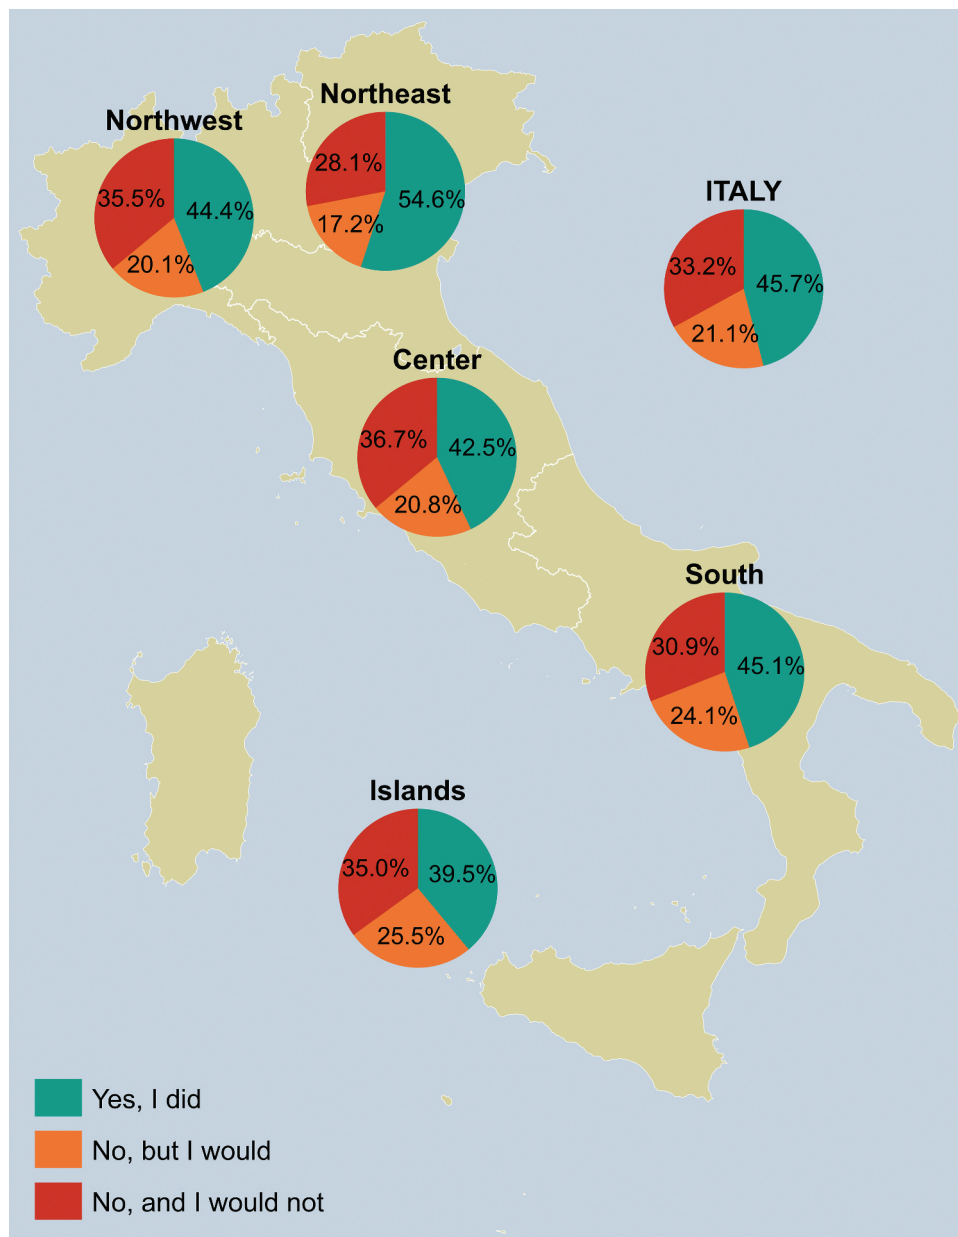 Northeast
28.1%
54.6%
17.2%
Northwest
35.5%
44.4%
20.1%
ITALY
33.2%
45.7%
21.1%
Center
36.7%
42.5%
20.8%
South
30.9%
45.1%
24.1%
Islands
35.0%
39.5%
25.5%
Yes, I did
No, but I would
No, and I would not